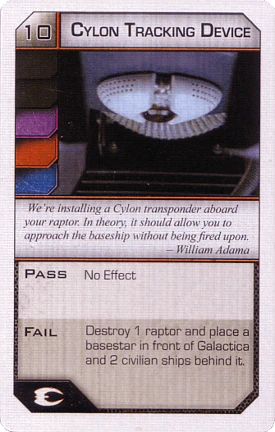 10 CYLON TRACKING DEVICE
We're installing a Cylon transponder aboard
your raptor. In theory, it should allow you to
approach the baseship without being fired upon.
– William Adama
PASS No Effect
FAIL Destroy 1 raptor and place a
basestar in front of Galactica
and 2 civilian ships behind it.